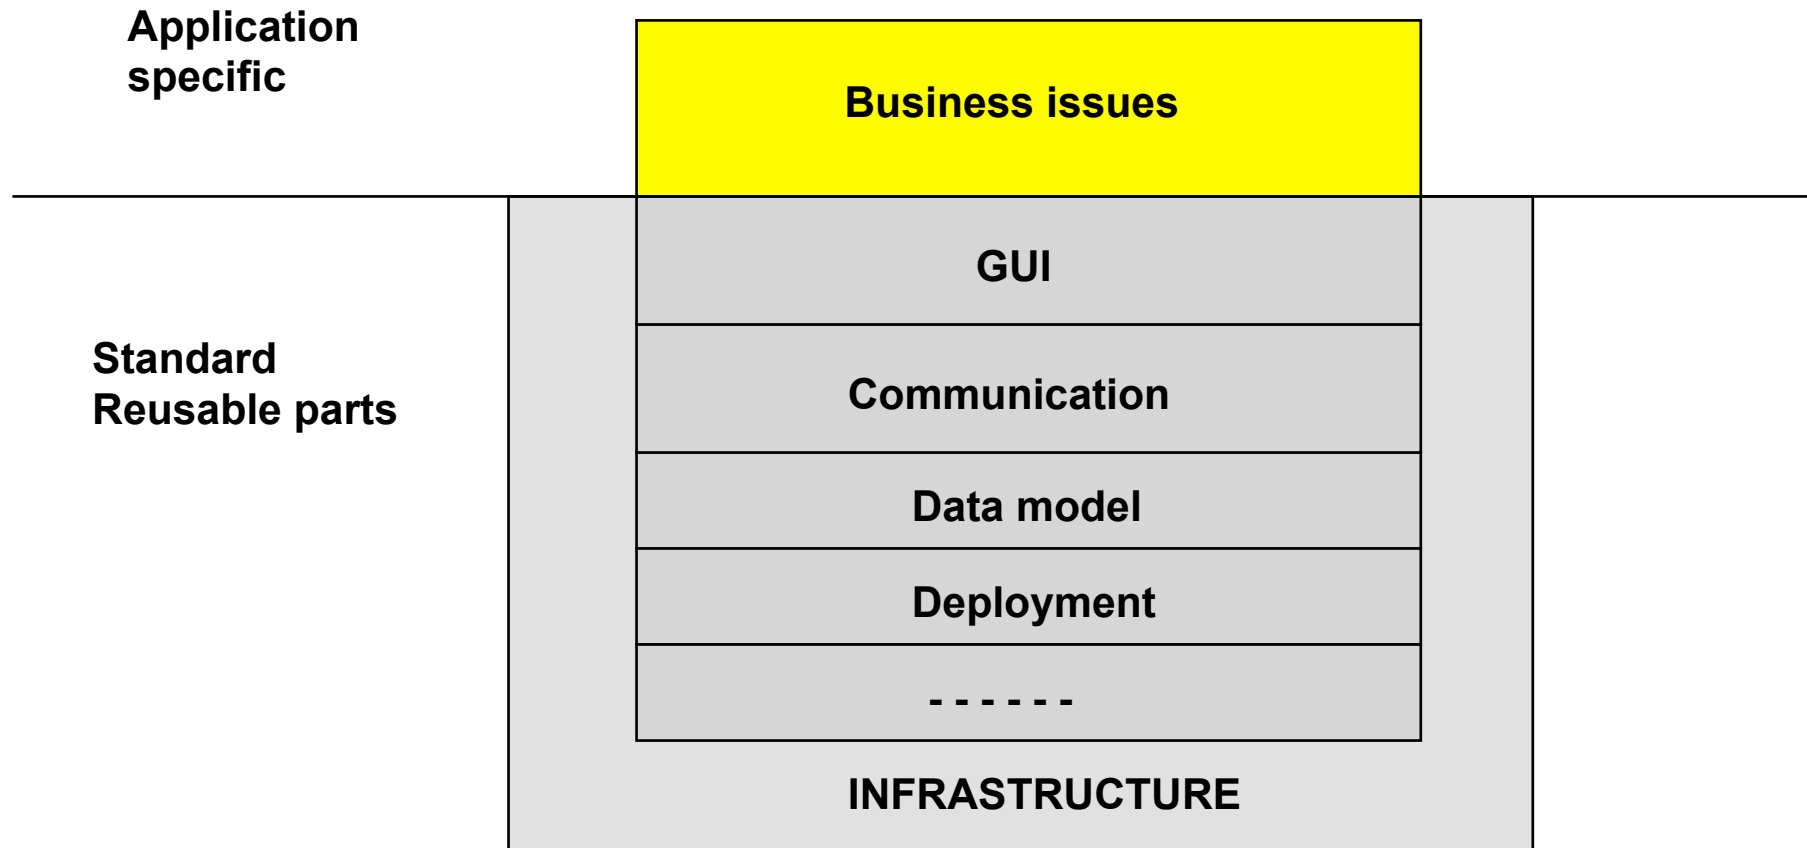 Application
specific
Business issues
GUI
Standard
Reusable parts
Communication
Data model
Deployment
- - - - - -
INFRASTRUCTURE